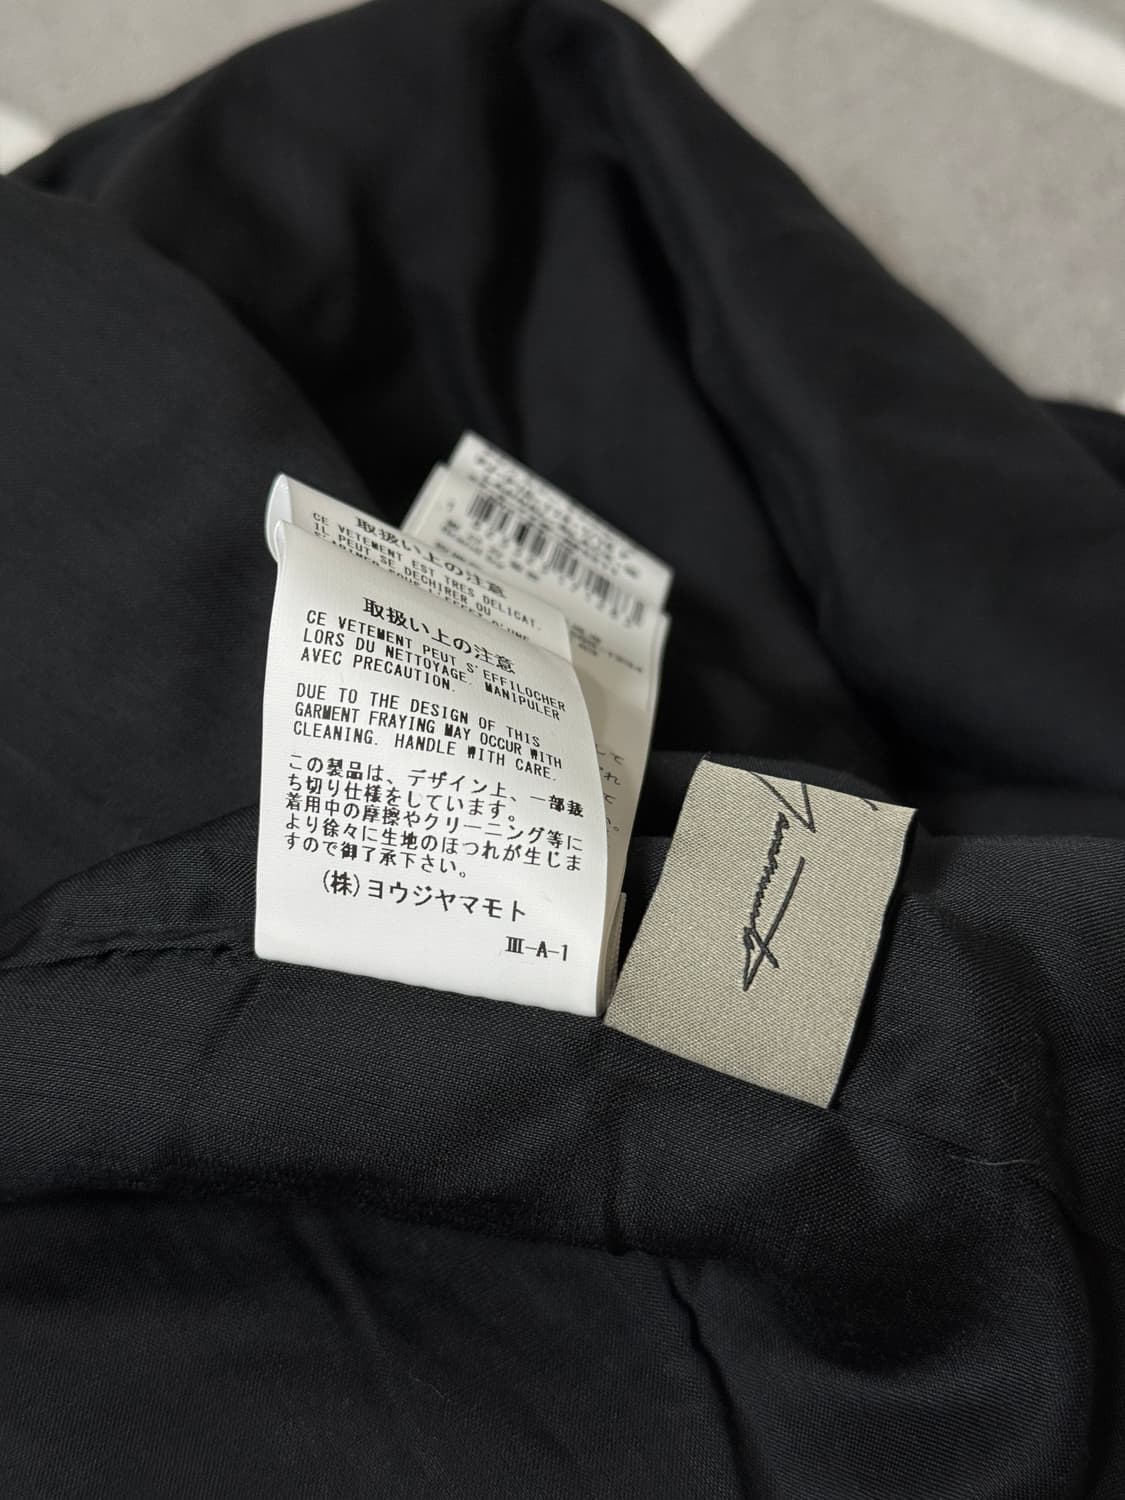 取扱い上の注意
CE VETEMENT EST TRES DELICAT.
IL PEUT SE DECHIRER OU
取扱い上の注意
CE VETEMENT PEUT S'EFFILOCHER
LORS DU NETTOYAGE. MANIPULER
AVEC PRECAUTION.
DUE TO THE DESIGN OF THIS
GARMENT FRAYING MAY OCCUR WITH
CLEANING. HANDLE WITH CARE.
この製品は、デザイン上、一部裁
ち切り仕様をしています。
着用中の摩擦やクリーニング等に
より徐々に生地のほつれが生じま
すので御了承下さい。
(株)ヨウジヤマモト
Ⅲ-A-1
Yamamoto